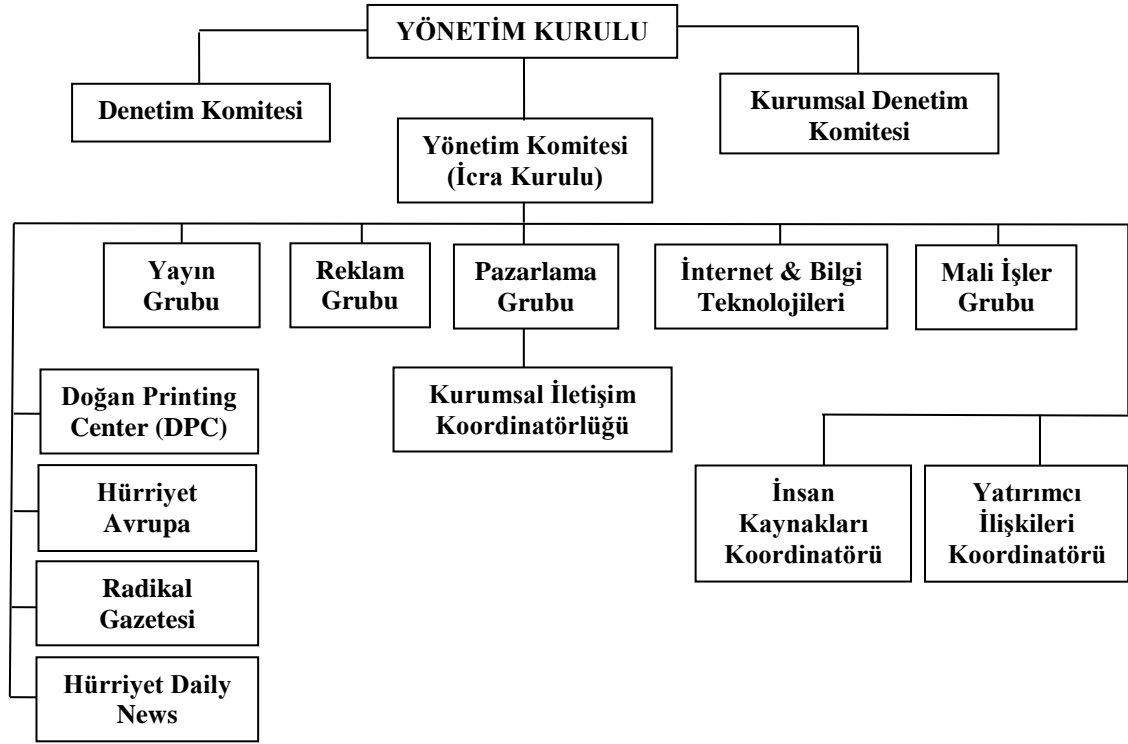 YÖNETİM KURULU
Denetim Komitesi
Kurumsal Denetim
Komitesi
Yönetim Komitesi
(İcra Kurulu)
Yayın
Grubu
Reklam
Grubu
Pazarlama
Grubu
İnternet & Bilgi
Teknolojileri
Mali İşler
Grubu
Doğan Printing
Center (DPC)
Kurumsal İletişim
Koordinatörlüğü
Hürriyet
Avrupa
İnsan
Kaynakları
Koordinatörü
Yatırımcı
İlişkileri
Koordinatörü
Radikal
Gazetesi
Hürriyet Daily
News